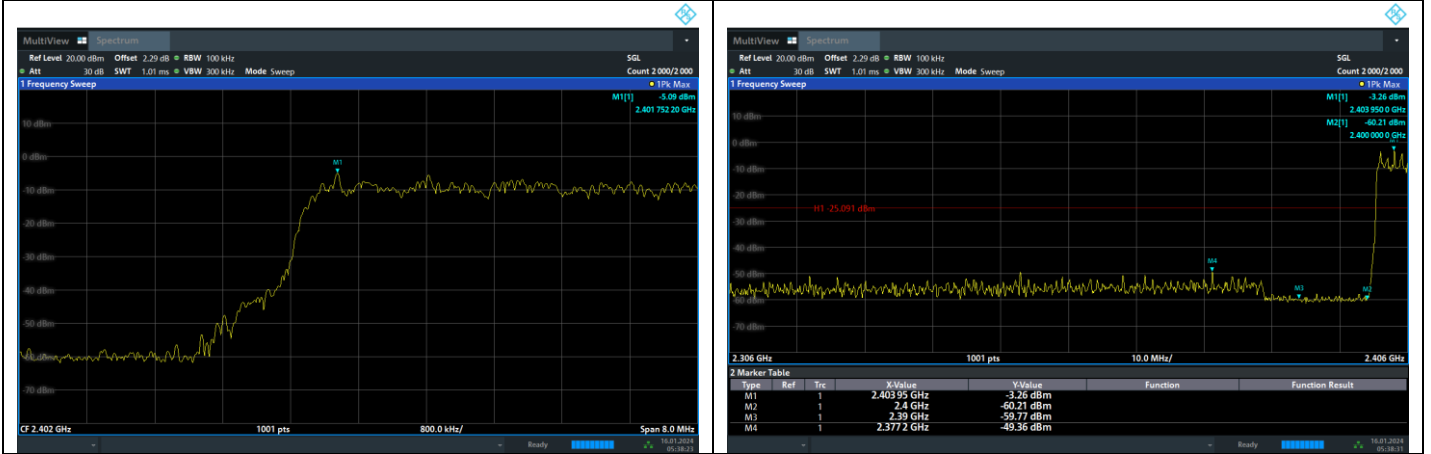 MultiView Spectrum
Ref Level 20.00 dBm Offset 2.29 dB RBW 100 kHz SGL
Att 30 dB SWT 1.01 ms VBW 300 kHz Mode Sweep Count 2 000/2 000
1 Frequency Sweep 1Pk Max
M1[1] -5.09 dBm
2.401 752 20 GHz
10 dBm
0 dBm
M1
-10 dBm
-20 dBm
-30 dBm
-40 dBm
-50 dBm
-60 dBm
-70 dBm
CF 2.402 GHz 1001 pts 800.0 kHz/ Span 8.0 MHz
Ready 16.01.2024
05:38:23
MultiView Spectrum
Ref Level 20.00 dBm Offset 2.29 dB RBW 100 kHz SGL
Att 30 dB SWT 1.01 ms VBW 300 kHz Mode Sweep Count 2 000/2 000
1 Frequency Sweep 1Pk Max
M1[1] -3.26 dBm
2.403 950 0 GHz
10 dBm
M2[1] -60.21 dBm
2.400 000 0 GHz
0 dBm
M1
-10 dBm
-20 dBm
H1 -25.091 dBm
-30 dBm
-40 dBm
M4
-50 dBm
M3 M2
-60 dBm
-70 dBm
2.306 GHz 1001 pts 10.0 MHz/ 2.406 GHz
2 Marker Table
Type Ref Trc X-Value Y-Value Function Function Result
M1 1 2.403 95 GHz -3.26 dBm
M2 1 2.4 GHz -60.21 dBm
M3 1 2.39 GHz -59.77 dBm
M4 1 2.377 2 GHz -49.36 dBm
Ready 16.01.2024
05:38:31